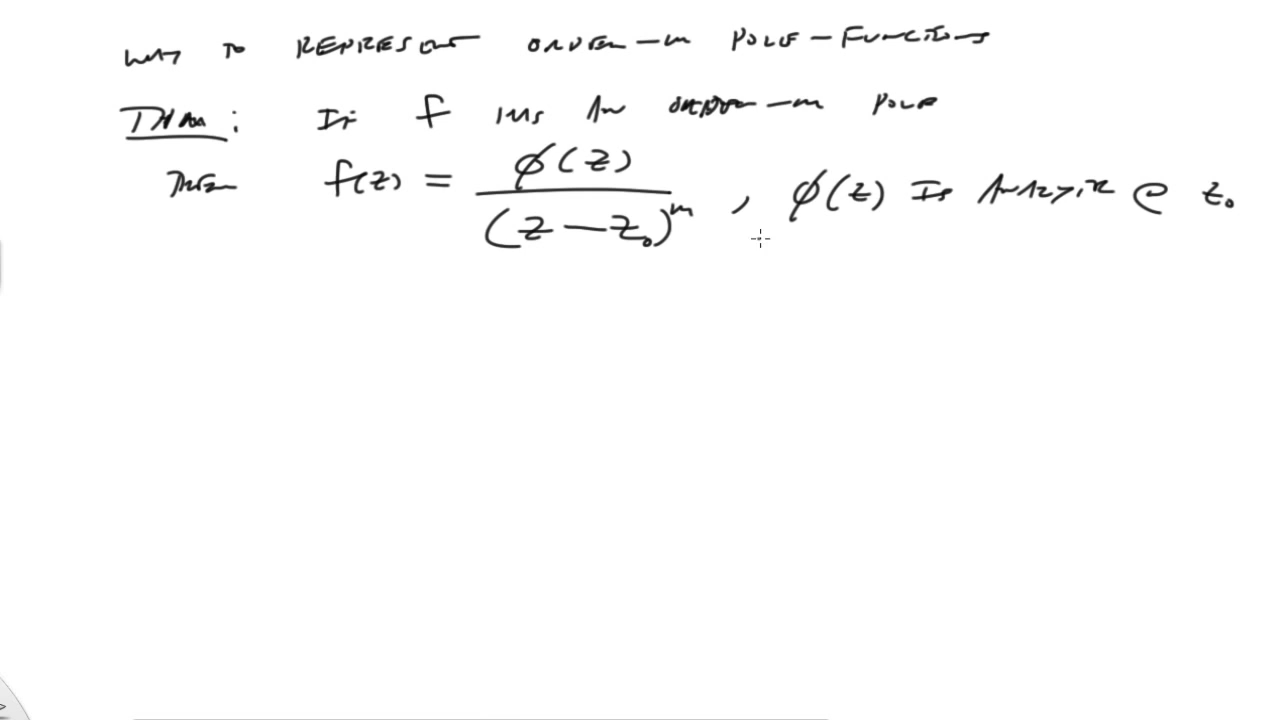 WAY TO REPRESENT ORDER-m POLE-FUNCTIONS
THM: IF f HAS AN ORDER-m POLE
THEN f(z) = φ(z) / (z - z₀)^m , φ(z) IS ANALYTIC @ z₀